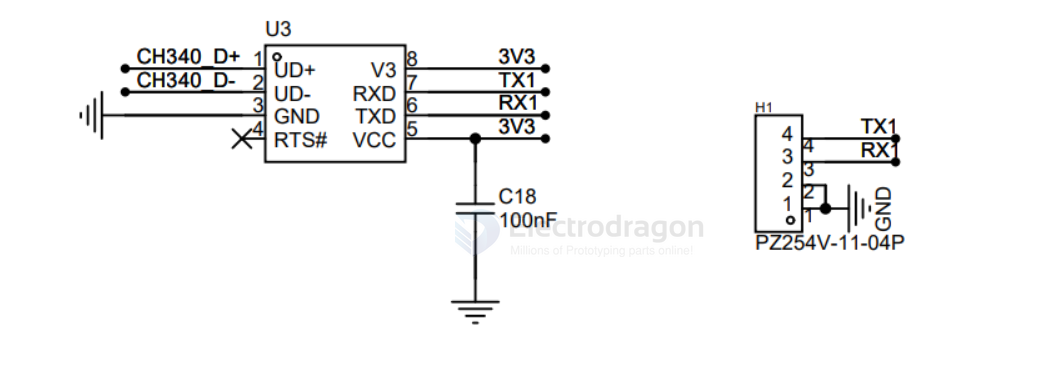 U3
CH340_D+ 1 UD+ V3 8 3V3
CH340_D- 2 UD- RXD 7 TX1
3 GND TXD 6 RX1
4 RTS# VCC 5 3V3
C18
100nF
Electrodragon
Millions of Prototyping parts online!
H1
4 4 TX1
3 3 RX1
2 2
1 1 GND
PZ254V-11-04P